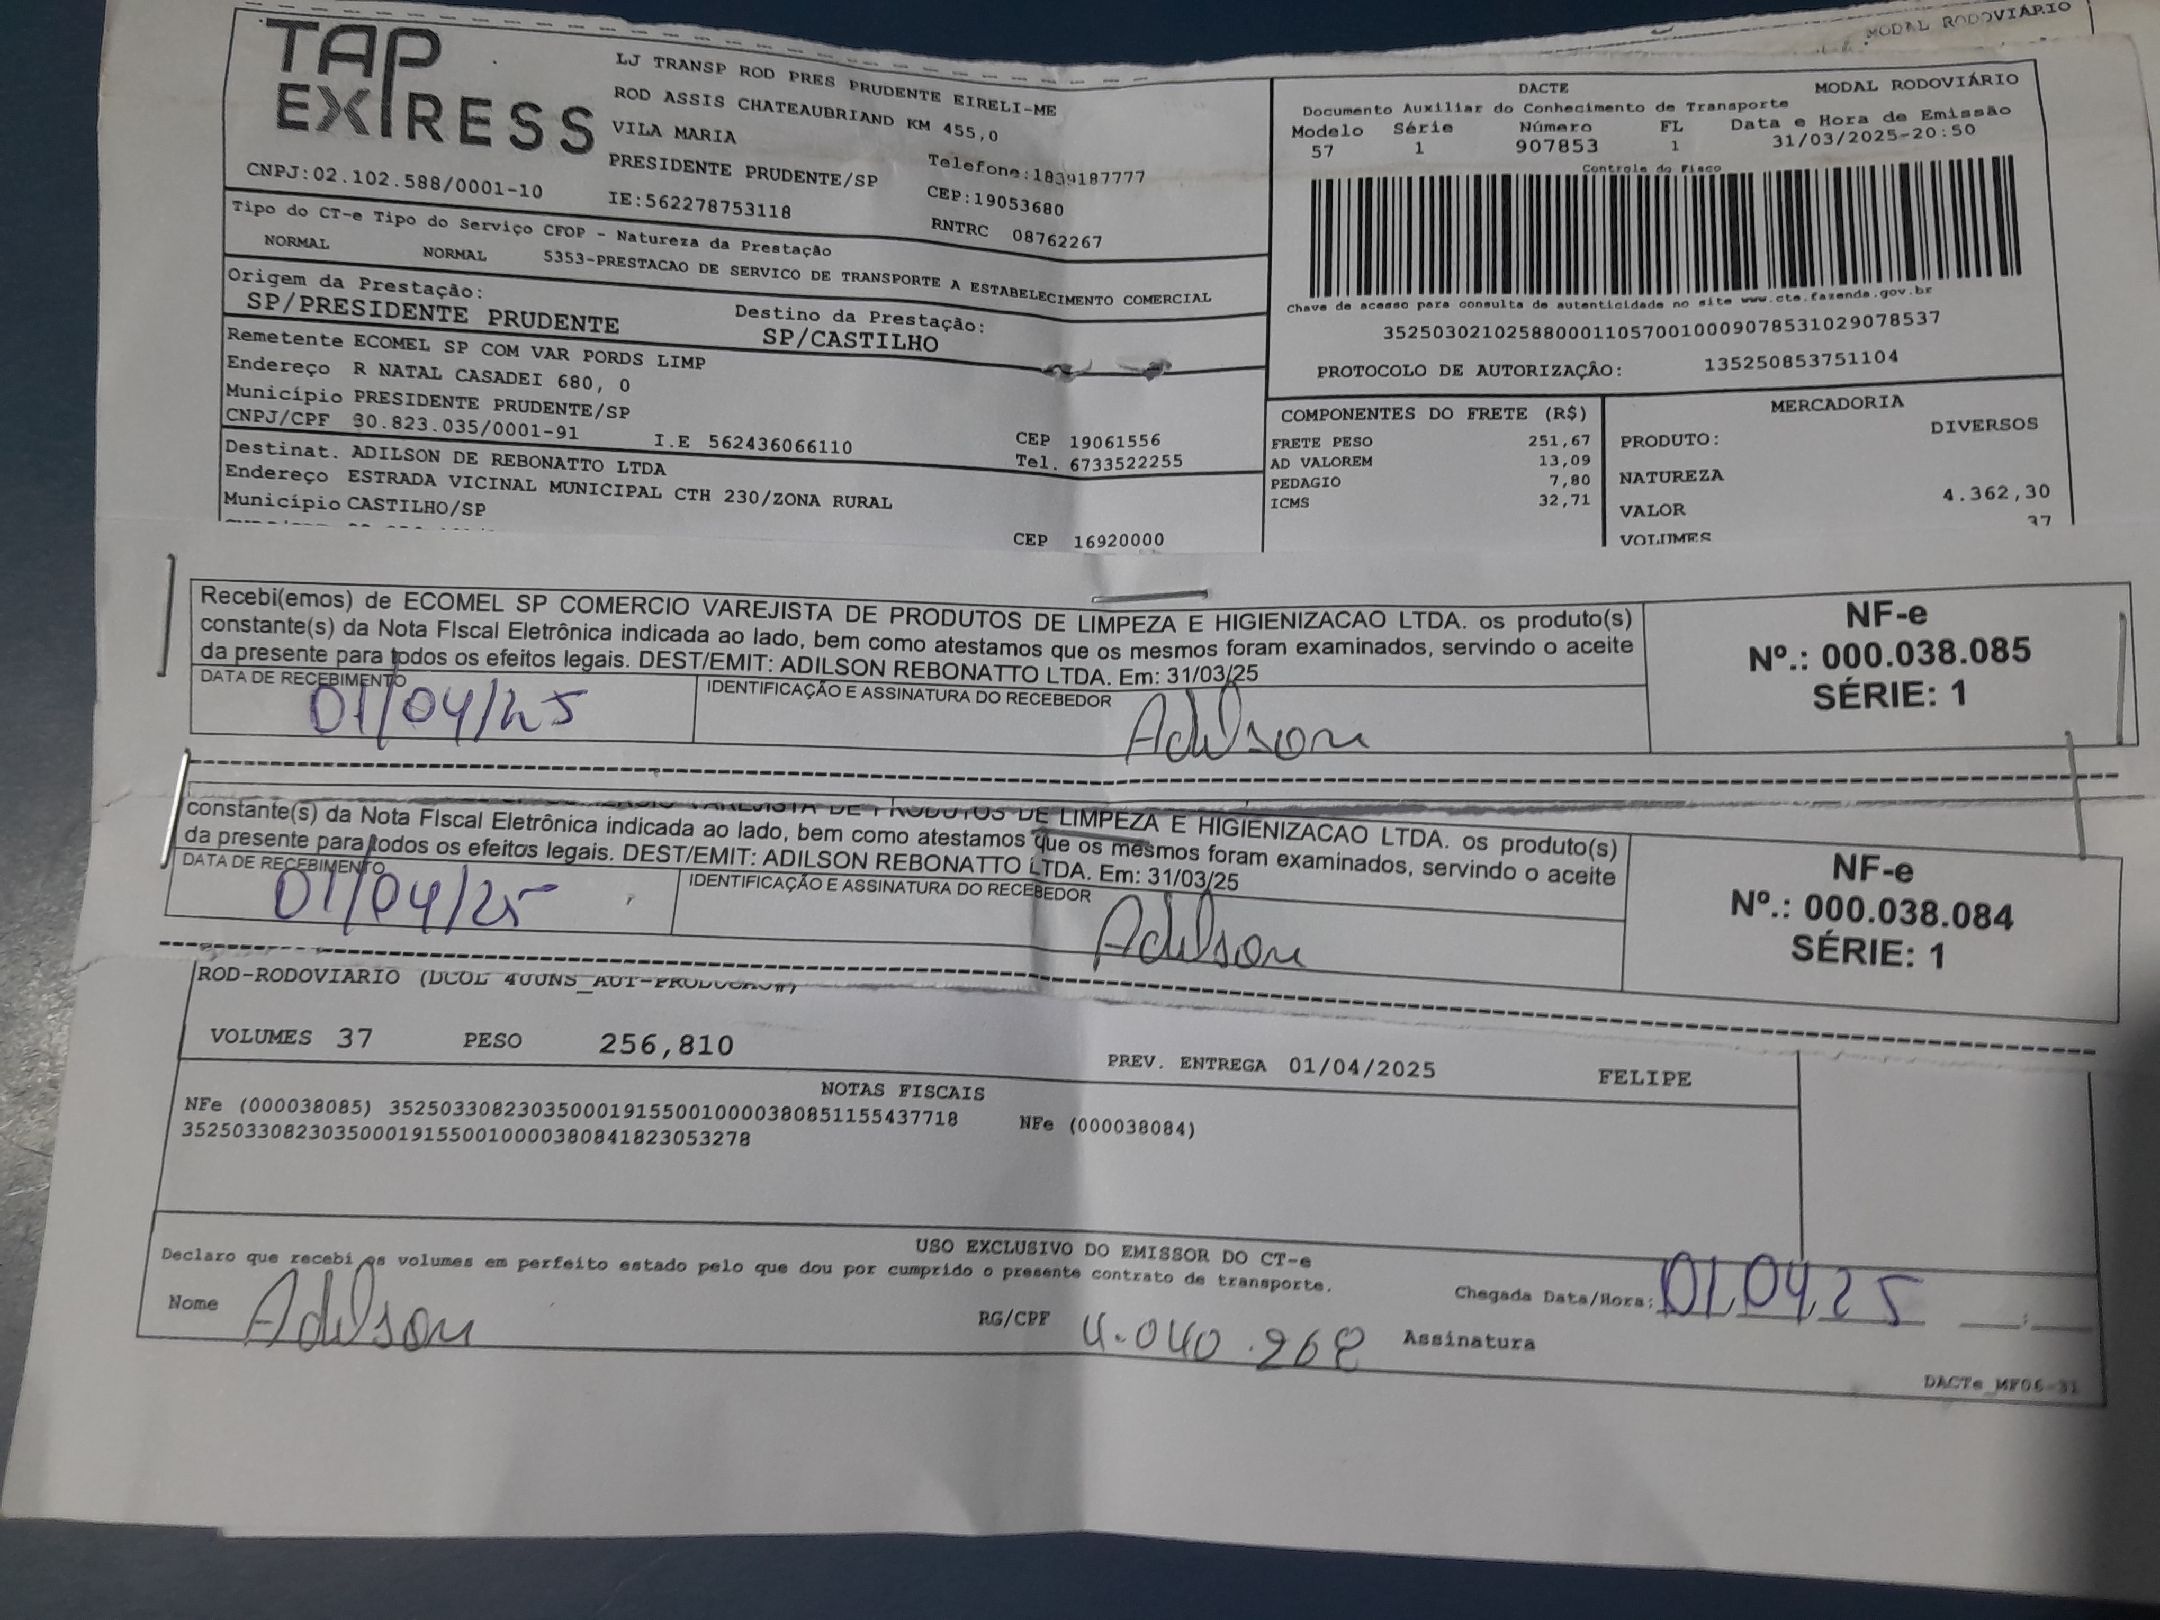 MODAL RODOVIÁRIO
TAP EXPRESS
LJ TRANSP ROD PRES PRUDENTE EIRELI-ME
ROD ASSIS CHATEAUBRIAND KM 455,0
VILA MARIA
PRESIDENTE PRUDENTE/SP Telefone:1839187777
CNPJ:02.102.588/0001-10 IE:562278753118 CEP:19053680
RNTRC 08762267
Tipo do CT-e Tipo do Serviço CFOP - Natureza da Prestação
NORMAL NORMAL 5353-PRESTACAO DE SERVICO DE TRANSPORTE A ESTABELECIMENTO COMERCIAL
Origem da Prestação: Destino da Prestação:
SP/PRESIDENTE PRUDENTE SP/CASTILHO
Remetente ECOMEL SP COM VAR PORDS LIMP
Endereço R NATAL CASADEI 680, 0
Município PRESIDENTE PRUDENTE/SP CEP 19061556
CNPJ/CPF 30.823.035/0001-91 I.E 562436066110 Tel. 6733522255
Destinat. ADILSON DE REBONATTO LTDA
Endereço ESTRADA VICINAL MUNICIPAL CTH 230/ZONA RURAL
Município CASTILHO/SP CEP 16920000
DACTE MODAL RODOVIÁRIO
Documento Auxiliar do Conhecimento de Transporte
Modelo Série Número FL Data e Hora de Emissão
57 1 907853 1 31/03/2025-20:50
Controle do Fisco
Chave de acesso para consulta de autenticidade no site www.cte.fazenda.gov.br
35250302102588000110570010009078531029078537
PROTOCOLO DE AUTORIZAÇÂO: 135250853751104
COMPONENTES DO FRETE (R$)
FRETE PESO 251,67
AD VALOREM 13,09
PEDAGIO 7,80
ICMS 32,71
MERCADORIA
PRODUTO: DIVERSOS
NATUREZA
VALOR 4.362,30
VOLUMES 37
Recebi(emos) de ECOMEL SP COMERCIO VAREJISTA DE PRODUTOS DE LIMPEZA E HIGIENIZACAO LTDA. os produto(s)
constante(s) da Nota FIscal Eletrônica indicada ao lado, bem como atestamos que os mesmos foram examinados, servindo o aceite
da presente para todos os efeitos legais. DEST/EMIT: ADILSON REBONATTO LTDA. Em: 31/03/25
DATA DE RECEBIMENTO IDENTIFICAÇÃO E ASSINATURA DO RECEBEDOR
01/04/25 Adilson
NF-e
Nº.: 000.038.085
SÉRIE: 1
VAREJISTA DE PRODUTOS DE LIMPEZA E HIGIENIZACAO LTDA. os produto(s)
constante(s) da Nota FIscal Eletrônica indicada ao lado, bem como atestamos que os mesmos foram examinados, servindo o aceite
da presente para todos os efeitos legais. DEST/EMIT: ADILSON REBONATTO LTDA. Em: 31/03/25
DATA DE RECEBIMENTO IDENTIFICAÇÃO E ASSINATURA DO RECEBEDOR
01/04/25 Adilson
NF-e
Nº.: 000.038.084
SÉRIE: 1
ROD-RODOVIARIO
VOLUMES 37 PESO 256,810 PREV. ENTREGA 01/04/2025 FELIPE
NOTAS FISCAIS
NFe (000038085) 35250330823035000191550010000380851155437718 NFe (000038084)
35250330823035000191550010000380841823053278
USO EXCLUSIVO DO EMISSOR DO CT-e
Declaro que recebi os volumes em perfeito estado pelo que dou por cumprido o presente contrato de transporte.
Chegada Data/Hora: 01,04,25
Nome Adilson RG/CPF 4.040.268 Assinatura
DACTe_MF06-31